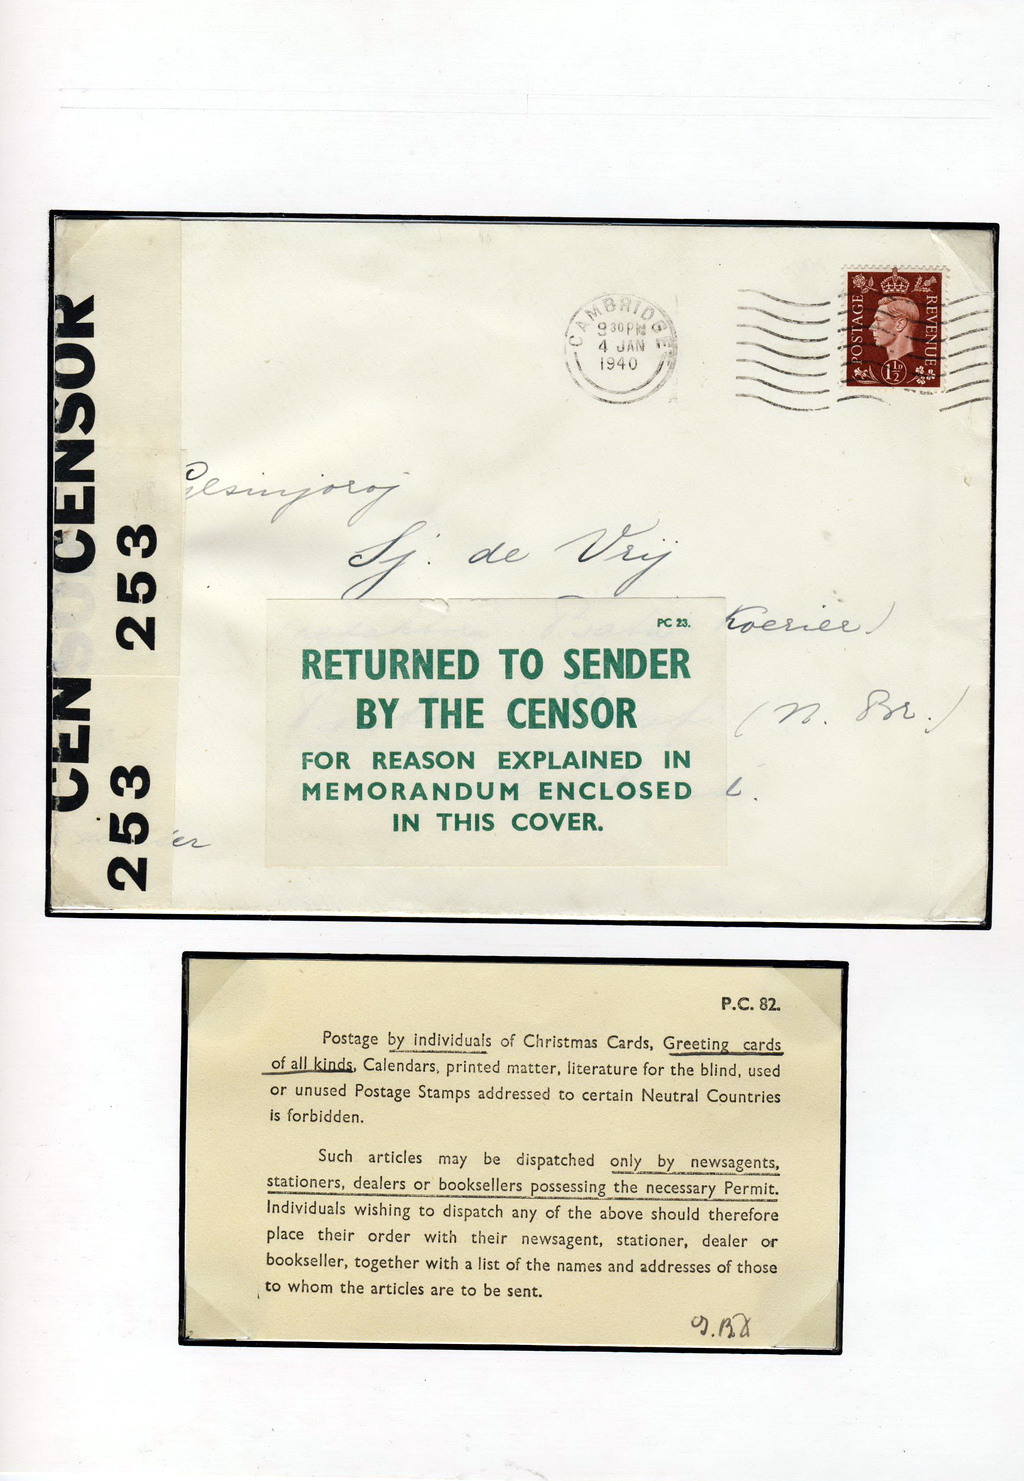 CAMBRIDGE
9 30 PM
4 JAN
1940
POSTAGE
REVENUE
1½D
CENSOR
253
CENSOR
253
Gesinjoroj
Sj. de Vrij
Koerier)
(N. Br.)
PC 23.
RETURNED TO SENDER
BY THE CENSOR
FOR REASON EXPLAINED IN
MEMORANDUM ENCLOSED
IN THIS COVER.
P.C. 82.
Postage by individuals of Christmas Cards, Greeting cards
of all kinds, Calendars, printed matter, literature for the blind, used
or unused Postage Stamps addressed to certain Neutral Countries
is forbidden.
Such articles may be dispatched only by newsagents,
stationers, dealers or booksellers possessing the necessary Permit.
Individuals wishing to dispatch any of the above should therefore
place their order with their newsagent, stationer, dealer or
bookseller, together with a list of the names and addresses of those
to whom the articles are to be sent.